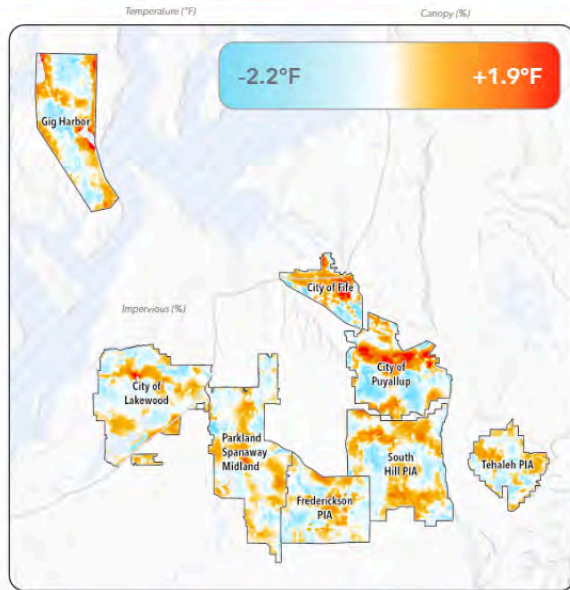 Temperature (°F)
Canopy (%)
-2.2°F
+1.9°F
Gig Harbor
City of Fife
Impervious (%)
City of
Lakewood
City of
Puyallup
Parkland
Spanaway
Midland
South
Hill PIA
Tehaleh PIA
Frederickson
PIA